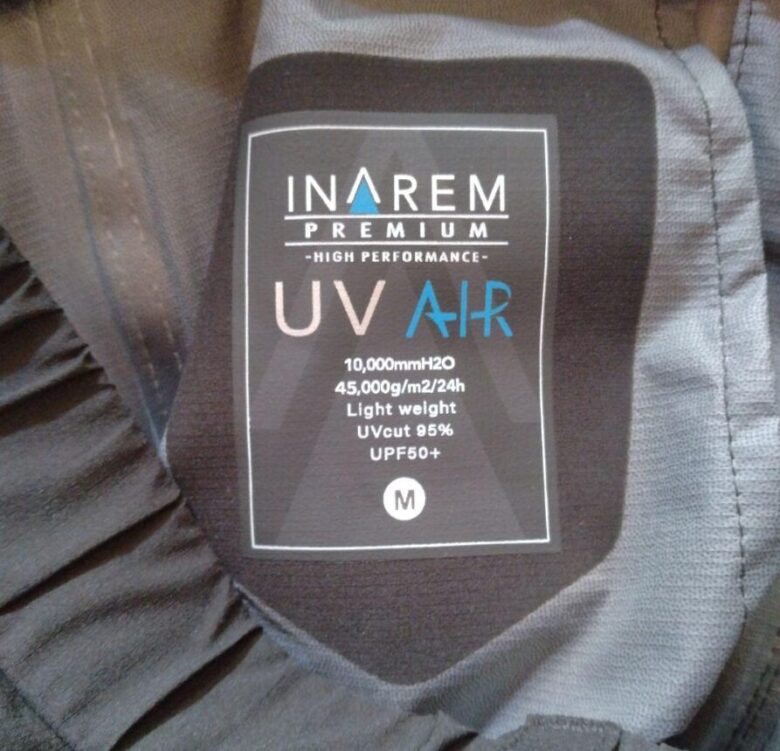 INAREM
PREMIUM
-HIGH PERFORMANCE-
UV AIR
10,000mmH2O
45,000g/m2/24h
Light weight
UVcut 95%
UPF50+
M